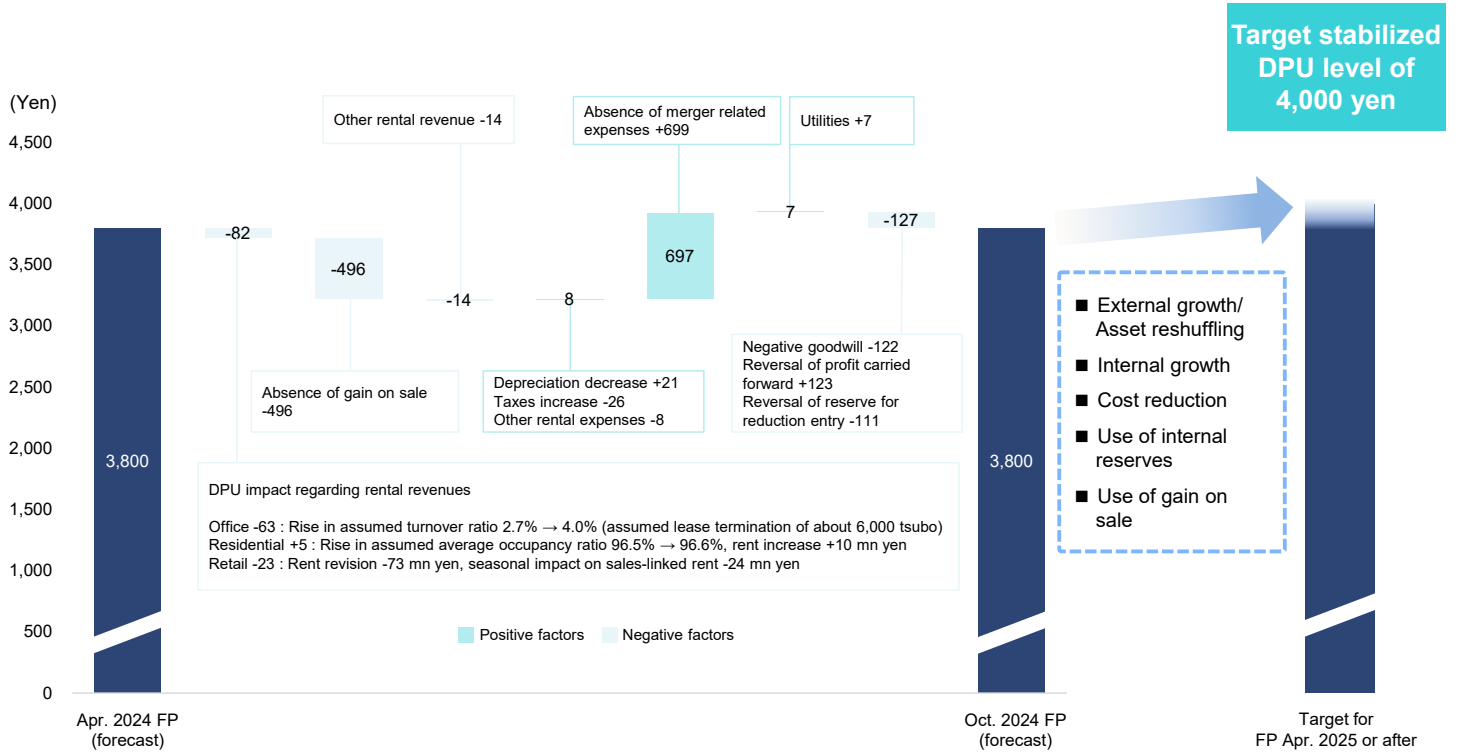 Target stabilized
DPU level of
4,000 yen
(Yen)
4,500
4,000
3,500
3,000
2,500
2,000
1,500
1,000
500
0
Other rental revenue -14
Absence of merger related
expenses +699
Utilities +7
-82
-496
-14
8
697
7
-127
Absence of gain on sale
-496
Depreciation decrease +21
Taxes increase -26
Other rental expenses -8
Negative goodwill -122
Reversal of profit carried
forward +123
Reversal of reserve for
reduction entry -111
3,800
3,800
DPU impact regarding rental revenues
Office -63 : Rise in assumed turnover ratio 2.7% → 4.0% (assumed lease termination of about 6,000 tsubo)
Residential +5 : Rise in assumed average occupancy ratio 96.5% → 96.6%, rent increase +10 mn yen
Retail -23 : Rent revision -73 mn yen, seasonal impact on sales-linked rent -24 mn yen
Positive factors
Negative factors
■ External growth/
Asset reshuffling
■ Internal growth
■ Cost reduction
■ Use of internal
reserves
■ Use of gain on
sale
Apr. 2024 FP
(forecast)
Oct. 2024 FP
(forecast)
Target for
FP Apr. 2025 or after